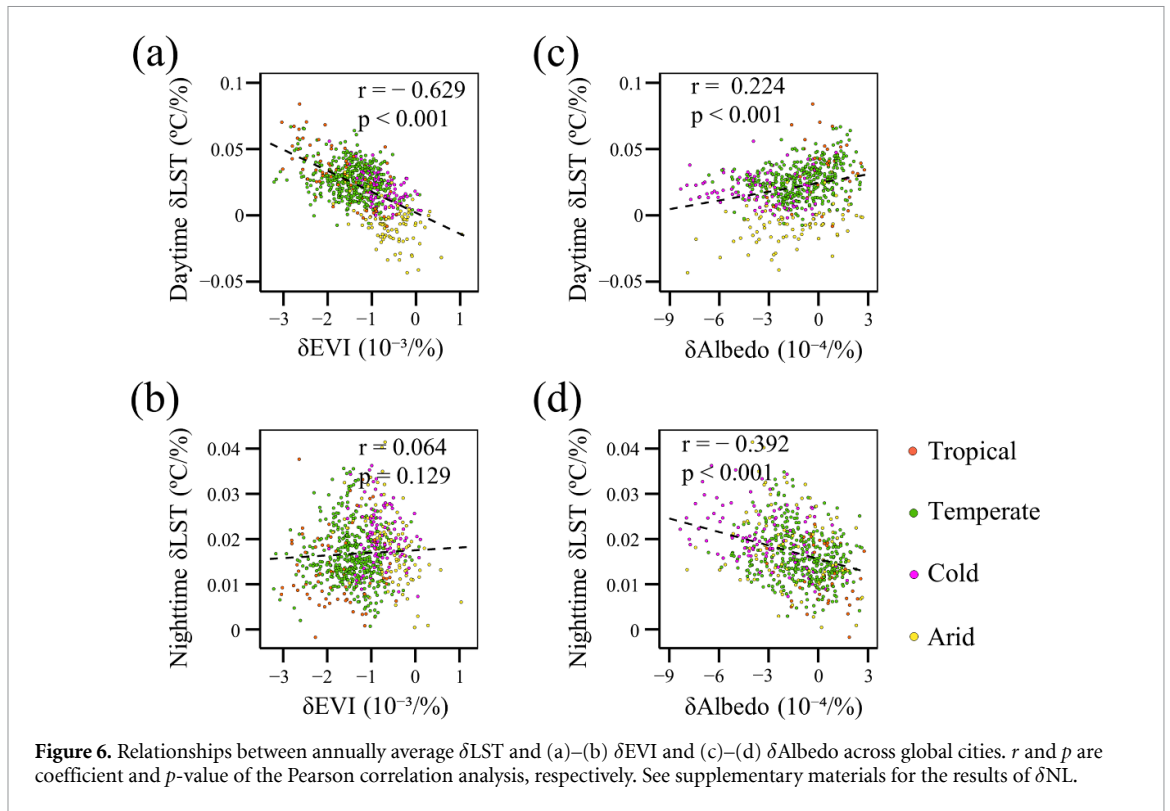 (a)
r = − 0.629
p < 0.001
Daytime δLST (ºC/%)
0.1
0.05
0
−0.05
−3 −2 −1 0 1
δEVI (10⁻³/%)
(c)
r = 0.224
p < 0.001
Daytime δLST (ºC/%)
0.1
0.05
0
−0.05
−9 −6 −3 0 3
δAlbedo (10⁻⁴/%)
(b)
r = 0.064
p = 0.129
Nighttime δLST (ºC/%)
0.04
0.03
0.02
0.01
0
−3 −2 −1 0 1
δEVI (10⁻³/%)
(d)
r = − 0.392
p < 0.001
Nighttime δLST (ºC/%)
0.04
0.03
0.02
0.01
0
−9 −6 −3 0 3
δAlbedo (10⁻⁴/%)
Tropical
Temperate
Cold
Arid
Figure 6. Relationships between annually average δLST and (a)–(b) δEVI and (c)–(d) δAlbedo across global cities. r and p are
coefficient and p-value of the Pearson correlation analysis, respectively. See supplementary materials for the results of δNL.